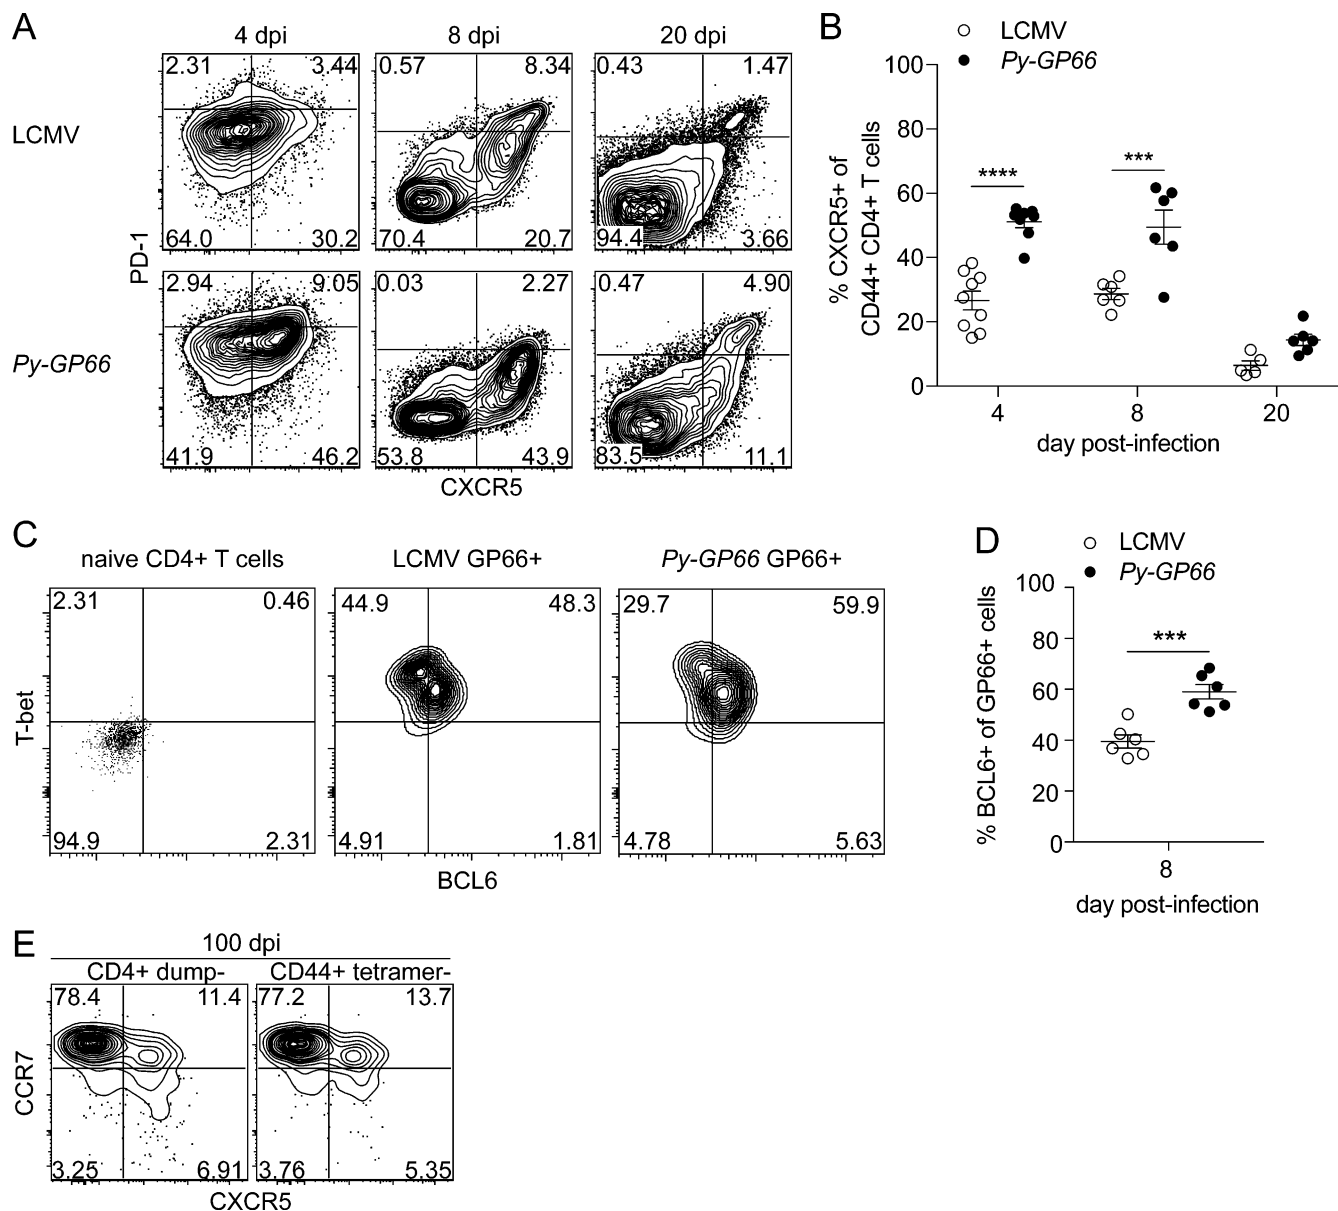 A
4 dpi
8 dpi
20 dpi
LCMV
2.31
3.44
0.57
8.34
0.43
1.47
64.0
30.2
70.4
20.7
94.4
3.66
PD-1
Py-GP66
2.94
9.05
0.03
2.27
0.47
4.90
41.9
46.2
53.8
43.9
83.5
11.1
CXCR5
B
LCMV
Py-GP66
% CXCR5+ of
CD44+ CD4+ T cells
100
80
60
40
20
0
****
***
4
8
20
day post-infection
C
naive CD4+ T cells
LCMV GP66+
Py-GP66 GP66+
2.31
0.46
44.9
48.3
29.7
59.9
T-bet
94.9
2.31
4.91
1.81
4.78
5.63
BCL6
D
LCMV
Py-GP66
% BCL6+ of GP66+ cells
100
80
60
40
20
0
***
8
day post-infection
E
100 dpi
CD4+ dump-
CD44+ tetramer-
78.4
11.4
77.2
13.7
CCR7
3.25
6.91
3.76
5.35
CXCR5